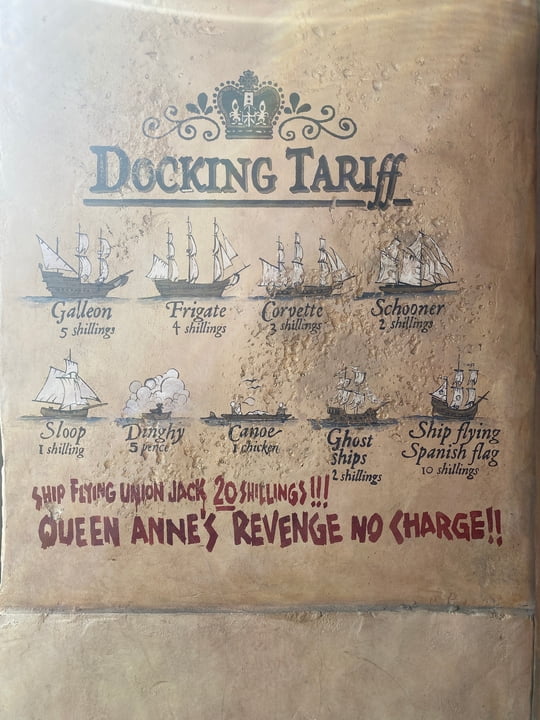 DOCKING TARIff
Galleon
5 shillings
Frigate
4 shillings
Corvette
3 shillings
Schooner
2 shillings
Sloop
1 shilling
Dinghy
5 pence
Canoe
1 chicken
Ghost
ships
2 shillings
Ship flying
Spanish flag
10 shillings
SHIP FLYING UNION JACK 20 SHILLINGS!!!
QUEEN ANNE'S REVENGE NO CHARGE!!